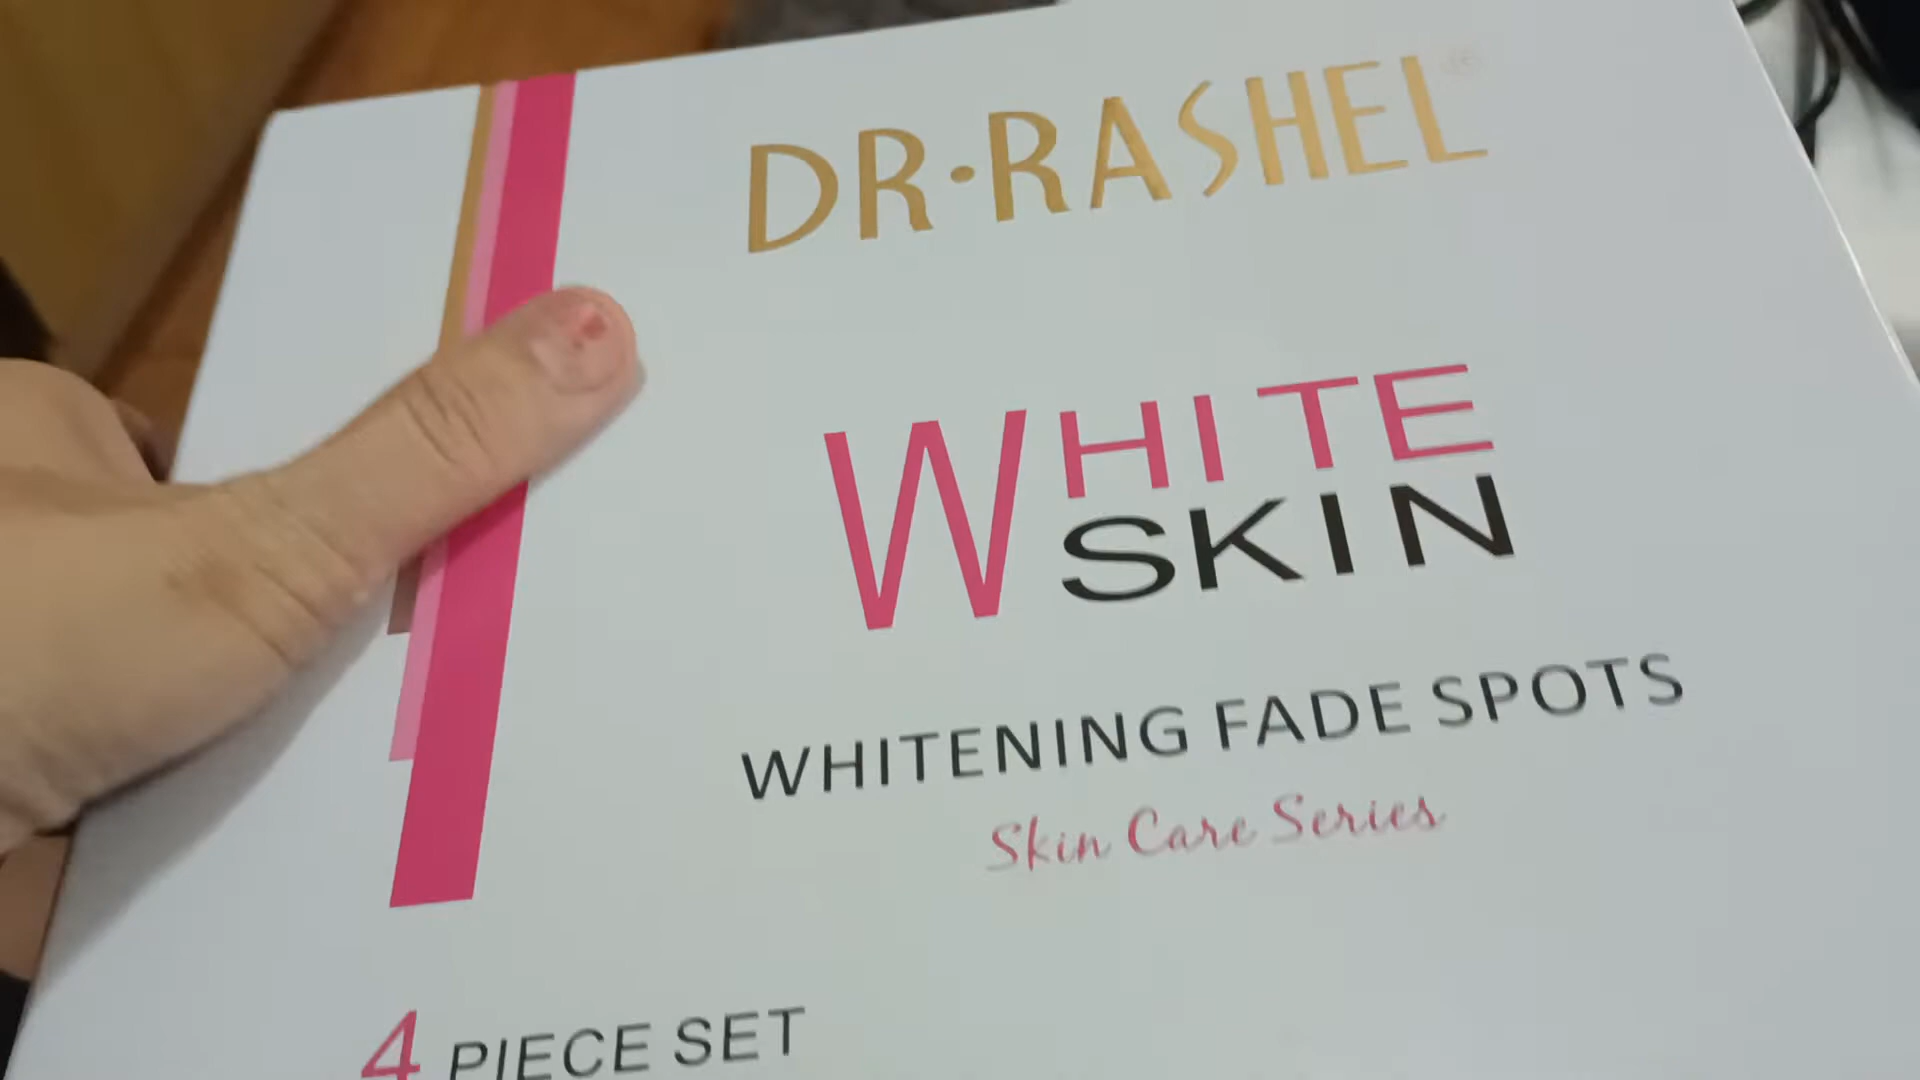 DR·RASHEL®
WHITE
SKIN
WHITENING FADE SPOTS
Skin Care Series
4 PIECE SET